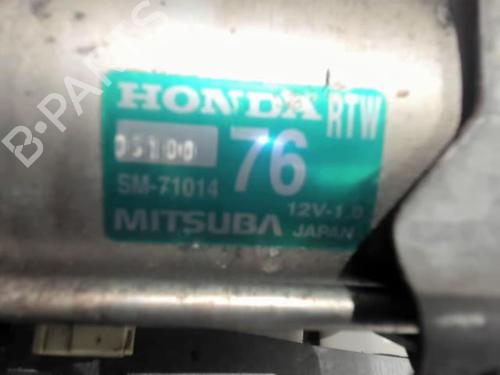 HONDA RTW
76
SM-71014
12V-1.0
MITSUBA JAPAN
B-PARTS